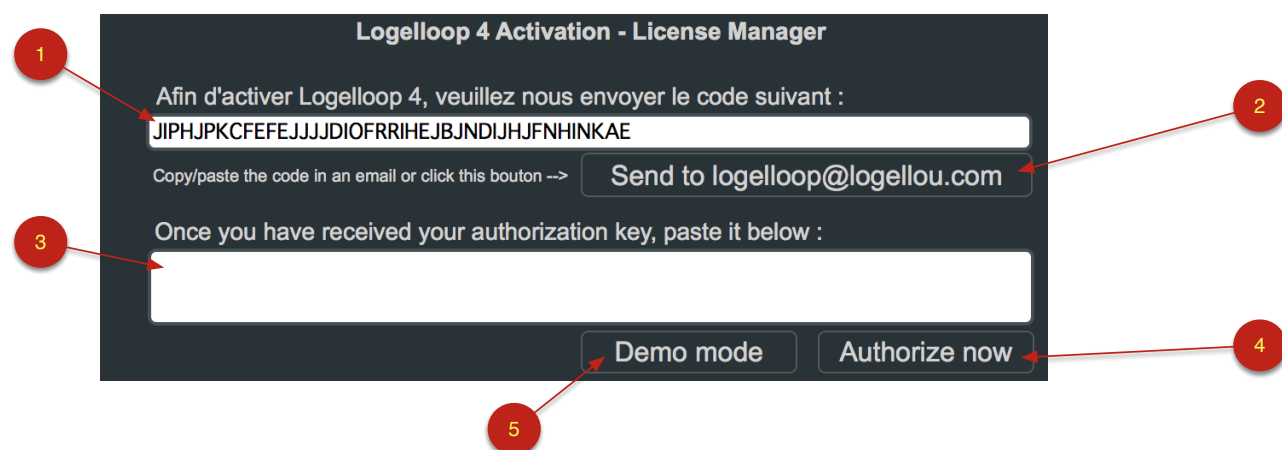 Logelloop 4 Activation - License Manager
1
Afin d'activer Logelloop 4, veuillez nous envoyer le code suivant :
2
JIPHJPKCFEFEJJJJDIOFRRIHEJBJNDIJHJFNHINKAE
Copy/paste the code in an email or click this bouton --> Send to logelloop@logellou.com
3
Once you have received your authorization key, paste it below :
Demo mode Authorize now
4
5